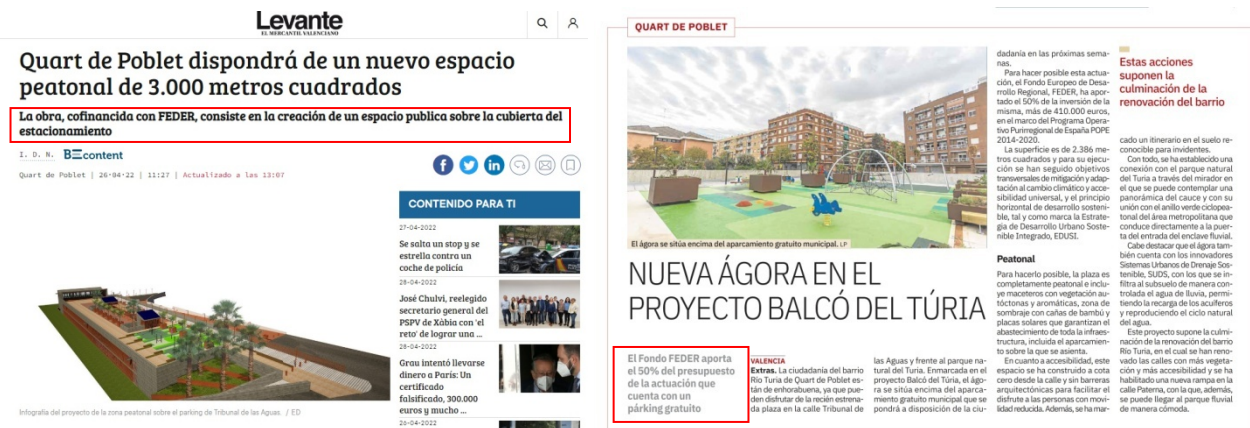 Levante
EL MERCANTIL VALENCIANO
Quart de Poblet dispondrá de un nuevo espacio
peatonal de 3.000 metros cuadrados
La obra, cofinanciada con FEDER, consiste en la creación de un espacio publica sobre la cubierta del
estacionamiento
I. D. N. BEcontent
Quart de Poblet | 26·04·22 | 11:27 | Actualizado a las 13:07
CONTENIDO PARA TI
27-04-2022
Se salta un stop y se
estrella contra un
coche de policía
28-04-2022
José Chulvi, reelegido
secretario general del
PSPV de Xàbia con 'el
reto' de lograr una ...
28-04-2022
Grau intentó llevarse
dinero a París: Un
certificado
falsificado, 300.000
euros y mucho ...
26-04-2022
Infografía del proyecto de la zona peatonal sobre el parking de Tribunal de las Aguas. / ED
QUART DE POBLET
El ágora se sitúa encima del aparcamiento gratuito municipal. LP
NUEVA ÁGORA EN EL
PROYECTO BALCÓ DEL TÚRIA
El Fondo FEDER aporta
el 50% del presupuesto
de la actuación que
cuenta con un
párking gratuito
VALENCIA
Extras. La ciudadanía del barrio
Río Turia de Quart de Poblet es-
tán de enhorabuena, ya que pue-
den disfrutar de la recién estrena-
da plaza en la calle Tribunal de
las Aguas y frente al parque na-
tural del Turia. Enmarcada en el
proyecto Balcó del Túria, el ágo-
ra se sitúa encima del aparca-
miento gratuito municipal que se
pondrá a disposición de la ciu-
dadanía en las próximas sema-
nas.
Para hacer posible esta actua-
ción, el Fondo Europeo de Desa-
rrollo Regional, FEDER, ha apor-
tado el 50% de la inversión de la
misma, más de 410.000 euros,
en el marco del Programa Opera-
tivo Purirregional de España POPE
2014-2020.
La superficie es de 2.386 me-
tros cuadrados y para su ejecu-
ción se han seguido objetivos
transversales de mitigación y adap-
tación al cambio climático y acce-
sibilidad universal, y el principio
horizontal de desarrollo sosteni-
ble, tal y como marca la Estrate-
gia de Desarrollo Urbano Soste-
nible Integrado, EDUSI.
Peatonal
Para hacerlo posible, la plaza es
completamente peatonal e inclu-
ye maceteros con vegetación au-
tóctonas y aromáticas, zona de
sombraje con cañas de bambú y
placas solares que garantizan el
abastecimiento de toda la infraes-
tructura, incluida el aparcamien-
to sobre la que se asienta.
En cuanto a accesibilidad, este
espacio se ha construido a cota
cero desde la calle y sin barreras
arquitectónicas para facilitar el
disfrute a las personas con movi-
lidad reducida. Además, se ha mar-
Estas acciones
suponen la
culminación de la
renovación del barrio
cado un itinerario en el suelo re-
conocible para invidentes.
Con todo, se ha establecido una
conexión con el parque natural
del Turia a través del mirador en
el que se puede contemplar una
panorámica del cauce y con su
unión con el anillo verde ciclopea-
tonal del área metropolitana que
conduce directamente a la puer-
ta del entrada del enclave fluvial.
Cabe destacar que el ágora tam-
bién cuenta con los innovadores
Sistemas Urbanos de Drenaje Sos-
tenible, SUDS, con los que se in-
filtra al subsuelo de manera con-
trolada el agua de lluvia, permi-
tiendo la recarga de los acuíferos
y reproduciendo el ciclo natural
del agua.
Este proyecto supone la culmi-
nación de la renovación del barrio
Río Turia, en el cual se han reno-
vado las calles con más vegeta-
ción y más accesibilidad y se ha
habilitado una nueva rampa en la
calle Paterna, con la que, además,
se puede llegar al parque fluvial
de manera cómoda.